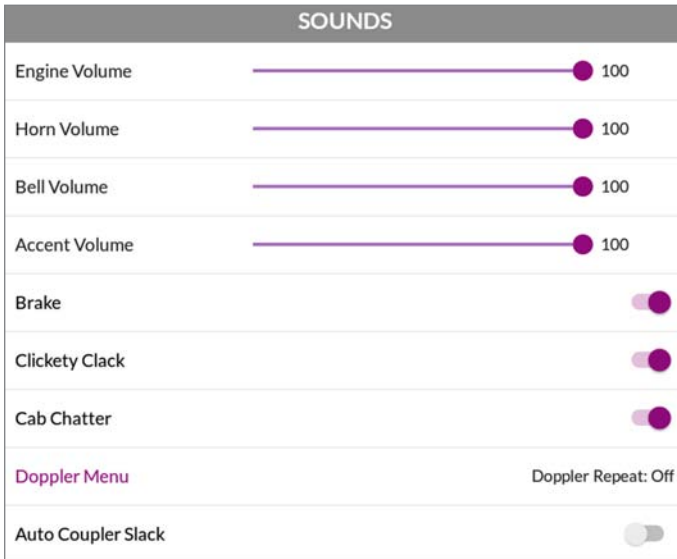 SOUNDS
Engine Volume 100
Horn Volume 100
Bell Volume 100
Accent Volume 100
Brake
Clickety Clack
Cab Chatter
Doppler Menu Doppler Repeat: Off
Auto Coupler Slack